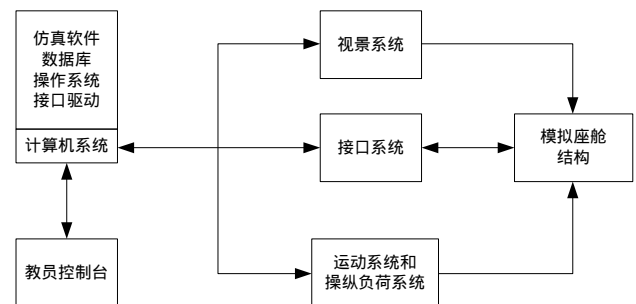 仿真软件
数据库
操作系统
接口驱动
计算机系统
教员控制台
视景系统
接口系统
运动系统和
操纵负荷系统
模拟座舱
结构